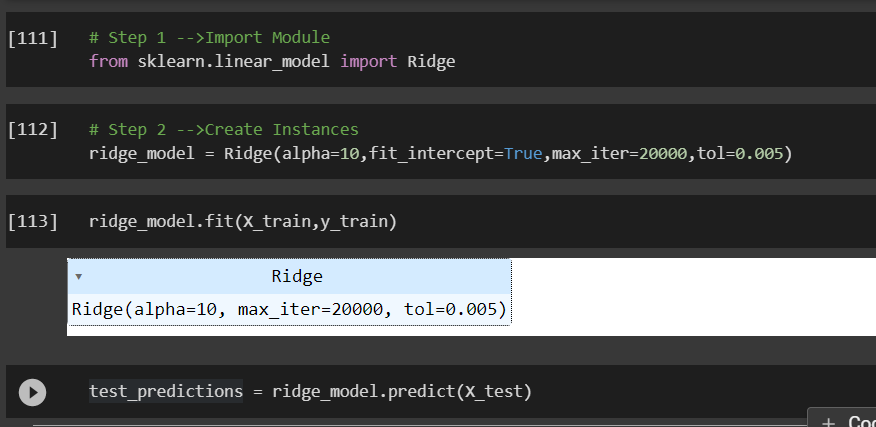 [111] # Step 1 -->Import Module
from sklearn.linear_model import Ridge
[112] # Step 2 -->Create Instances
ridge_model = Ridge(alpha=10,fit_intercept=True,max_iter=20000,tol=0.005)
[113] ridge_model.fit(X_train,y_train)
▾ Ridge
Ridge(alpha=10, max_iter=20000, tol=0.005)
test_predictions = ridge_model.predict(X_test)
+